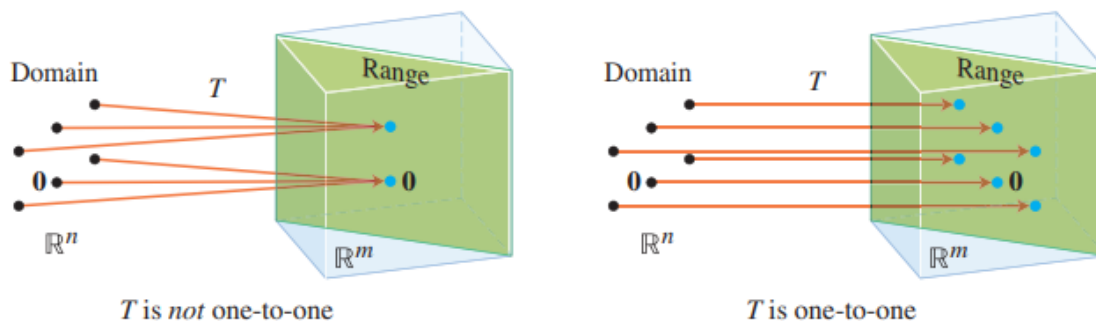 Domain
T
Range
0
0
ℝⁿ
ℝᵐ
T is not one-to-one
Domain
T
Range
0
0
ℝⁿ
ℝᵐ
T is one-to-one